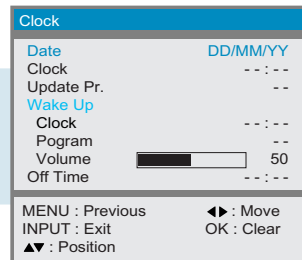 Clock
Date DD/MM/YY
Clock - - : - -
Update Pr. - -
Wake Up
Clock - - : - -
Pogram - -
Volume 50
Off Time - - : - -
MENU : Previous ◀▶ : Move
INPUT : Exit OK : Clear
▲▼ : Position